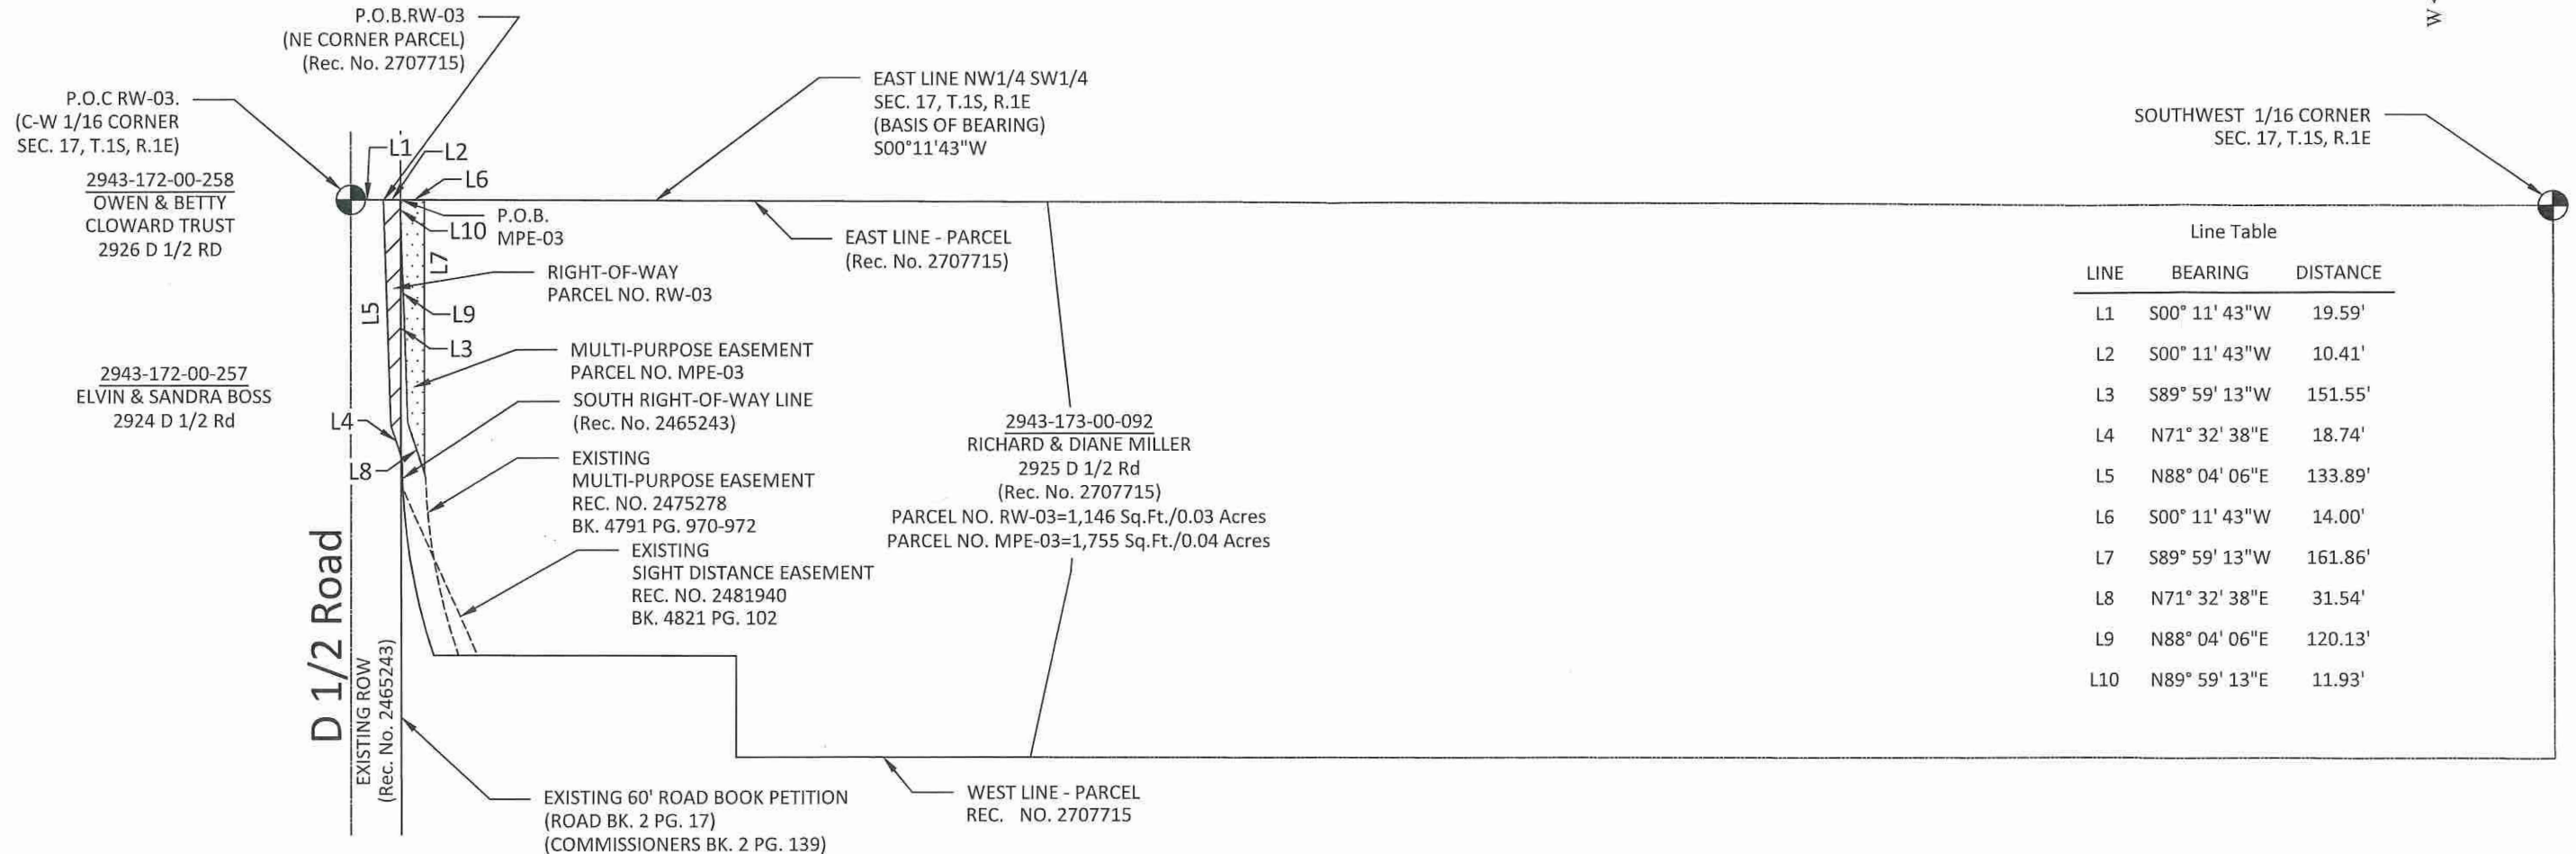 P.O.B.RW-03
(NE CORNER PARCEL)
(Rec. No. 2707715)
P.O.C RW-03.
(C-W 1/16 CORNER
SEC. 17, T.1S, R.1E)
2943-172-00-258
OWEN & BETTY
CLOWARD TRUST
2926 D 1/2 RD
2943-172-00-257
ELVIN & SANDRA BOSS
2924 D 1/2 Rd
L1
L2
L6
L10
P.O.B.
MPE-03
L7
L5
L9
L3
L4
L8
RIGHT-OF-WAY
PARCEL NO. RW-03
MULTI-PURPOSE EASEMENT
PARCEL NO. MPE-03
SOUTH RIGHT-OF-WAY LINE
(Rec. No. 2465243)
EXISTING
MULTI-PURPOSE EASEMENT
REC. NO. 2475278
BK. 4791 PG. 970-972
EXISTING
SIGHT DISTANCE EASEMENT
REC. NO. 2481940
BK. 4821 PG. 102
D 1/2 Road
EXISTING ROW
(Rec. No. 2465243)
EXISTING 60' ROAD BOOK PETITION
(ROAD BK. 2 PG. 17)
(COMMISSIONERS BK. 2 PG. 139)
EAST LINE NW1/4 SW1/4
SEC. 17, T.1S, R.1E
(BASIS OF BEARING)
S00°11'43"W
EAST LINE - PARCEL
(Rec. No. 2707715)
2943-173-00-092
RICHARD & DIANE MILLER
2925 D 1/2 Rd
(Rec. No. 2707715)
PARCEL NO. RW-03=1,146 Sq.Ft./0.03 Acres
PARCEL NO. MPE-03=1,755 Sq.Ft./0.04 Acres
WEST LINE - PARCEL
REC. NO. 2707715
W
SOUTHWEST 1/16 CORNER
SEC. 17, T.1S, R.1E
Line Table
LINE BEARING DISTANCE
L1 S00° 11' 43"W 19.59'
L2 S00° 11' 43"W 10.41'
L3 S89° 59' 13"W 151.55'
L4 N71° 32' 38"E 18.74'
L5 N88° 04' 06"E 133.89'
L6 S00° 11' 43"W 14.00'
L7 S89° 59' 13"W 161.86'
L8 N71° 32' 38"E 31.54'
L9 N88° 04' 06"E 120.13'
L10 N89° 59' 13"E 11.93'